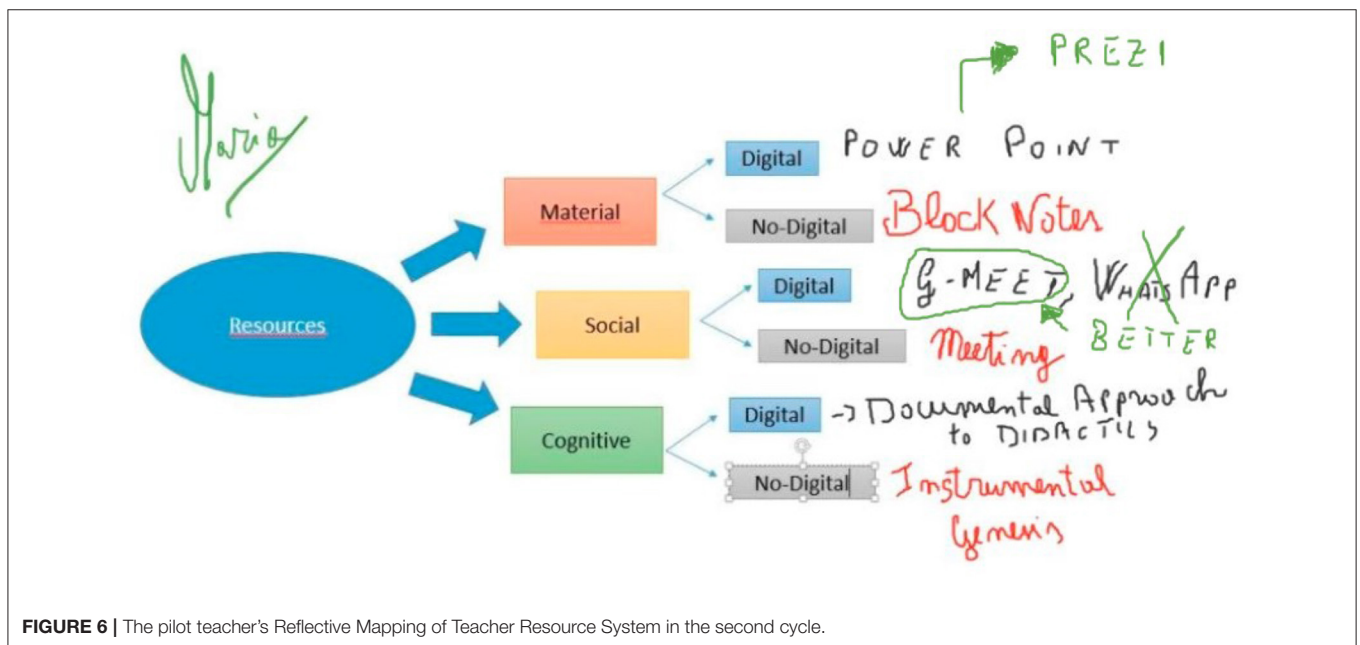 PREZI
Mario
Digital POWER POINT
Material
No-Digital Block Notes
Digital G-MEET, WHATSAPP
Resources
Social
BETTER
No-Digital Meeting
Digital -> Documental Approach
to DIDACTICS
Cognitive
No-Digital Instrumental
Genesis
FIGURE 6 | The pilot teacher's Reflective Mapping of Teacher Resource System in the second cycle.